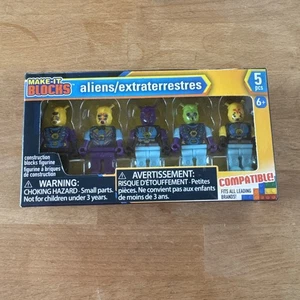 MAKE-IT
BLOCKS
aliens/extraterrestres
5
pcs
6+
construction
blocks figurine
figurine à briques
de construction
WARNING:
CHOKING HAZARD - Small parts.
Not for children under 3 years.
AVERTISSEMENT:
RISQUE D'ÉTOUFFEMENT - Petites
pièces. Ne convient pas aux enfants
de moins de 3 ans.
COMPATIBLE!
FITS ALL LEADING
BRANDS!